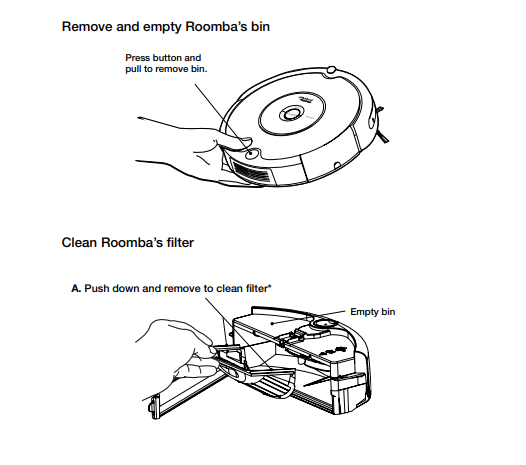 Remove and empty Roomba's bin
Press button and
pull to remove bin.
Clean Roomba's filter
A. Push down and remove to clean filter*
Empty bin